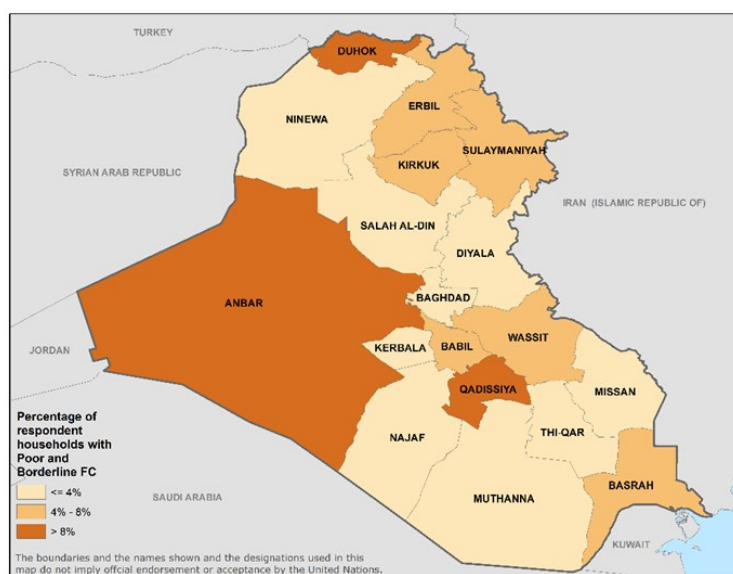 TURKEY
DUHOK
NINEWA
ERBIL
SULAYMANIYAH
KIRKUK
SYRIAN ARAB REPUBLIC
IRAN (ISLAMIC REPUBLIC OF)
SALAH AL-DIN
DIYALA
ANBAR
BAGHDAD
WASSIT
JORDAN
KERBALA
BABIL
QADISSIYA
MISSAN
NAJAF
THI-QAR
BASRAH
MUTHANNA
SAUDI ARABIA
KUWAIT
Percentage of
respondent
households with
Poor and
Borderline FC
<= 4%
4% - 8%
> 8%
The boundaries and the names shown and the designations used in this
map do not imply offcial endorsement or acceptance by the United Nations.